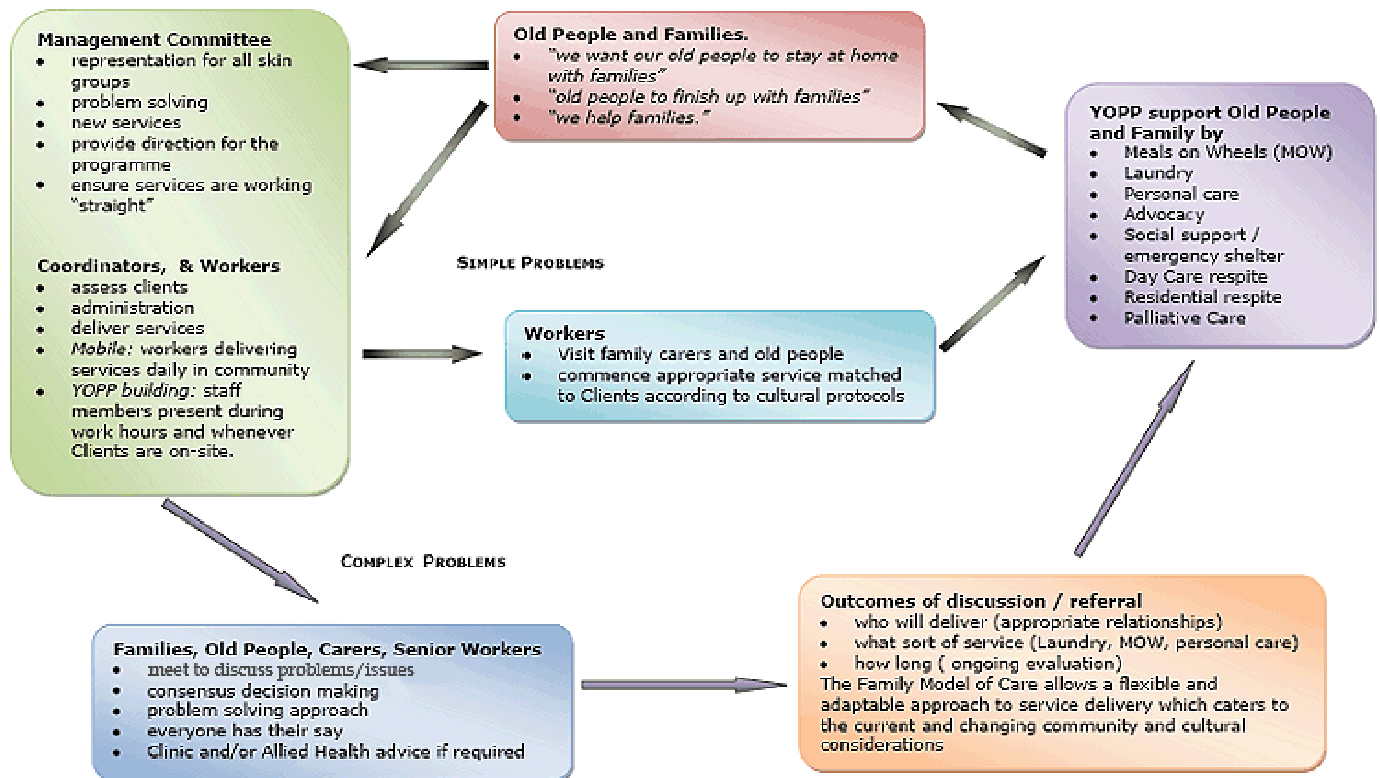 Management Committee
• representation for all skin
groups
• problem solving
• new services
• provide direction for the
programme
• ensure services are working
"straight"
Coordinators, & Workers
• assess clients
• administration
• deliver services
• Mobile: workers delivering
services daily in community
• YOPP building: staff
members present during
work hours and whenever
Clients are on-site.
Old People and Families.
• "we want our old people to stay at home
with families"
• "old people to finish up with families"
• "we help families."
YOPP support Old People
and Family by
• Meals on Wheels (MOW)
• Laundry
• Personal care
• Advocacy
• Social support /
emergency shelter
• Day Care respite
• Residential respite
• Palliative Care
SIMPLE PROBLEMS
Workers
• Visit family carers and old people
• commence appropriate service matched
to Clients according to cultural protocols
COMPLEX PROBLEMS
Families, Old People, Carers, Senior Workers
• meet to discuss problems/issues
• consensus decision making
• problem solving approach
• everyone has their say
• Clinic and/or Allied Health advice if required
Outcomes of discussion / referral
• who will deliver (appropriate relationships)
• what sort of service (Laundry, MOW, personal care)
• how long ( ongoing evaluation)
The Family Model of Care allows a flexible and
adaptable approach to service delivery which caters to
the current and changing community and cultural
considerations